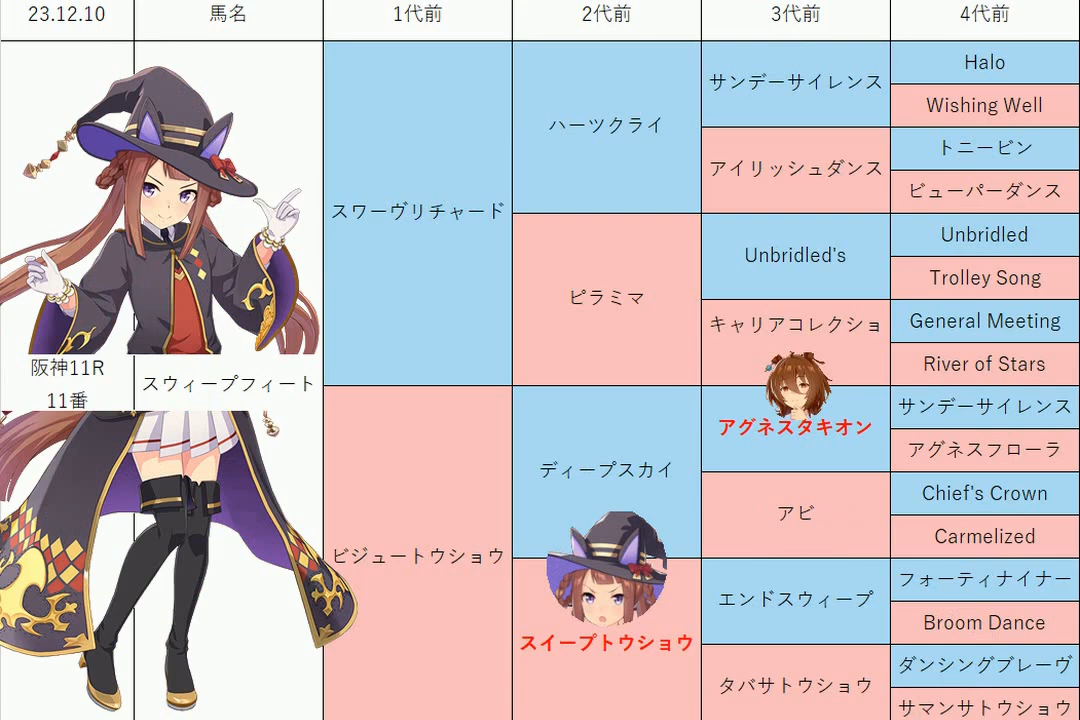 23.12.10 馬名 1代前 2代前 3代前 4代前
阪神11R
11番
スウィープフィート
スワーヴリチャード
ビジュートウショウ
ハーツクライ
ピラミマ
ディープスカイ
スイープトウショウ
サンデーサイレンス
アイリッシュダンス
Unbridled's
キャリアコレクショ
アグネスタキオン
アビ
エンドスウィープ
タバサトウショウ
Halo
Wishing Well
トニービン
ビューパーダンス
Unbridled
Trolley Song
General Meeting
River of Stars
サンデーサイレンス
アグネスフローラ
Chief's Crown
Carmelized
フォーティナイナー
Broom Dance
ダンシングブレーヴ
サマンサトウショウ